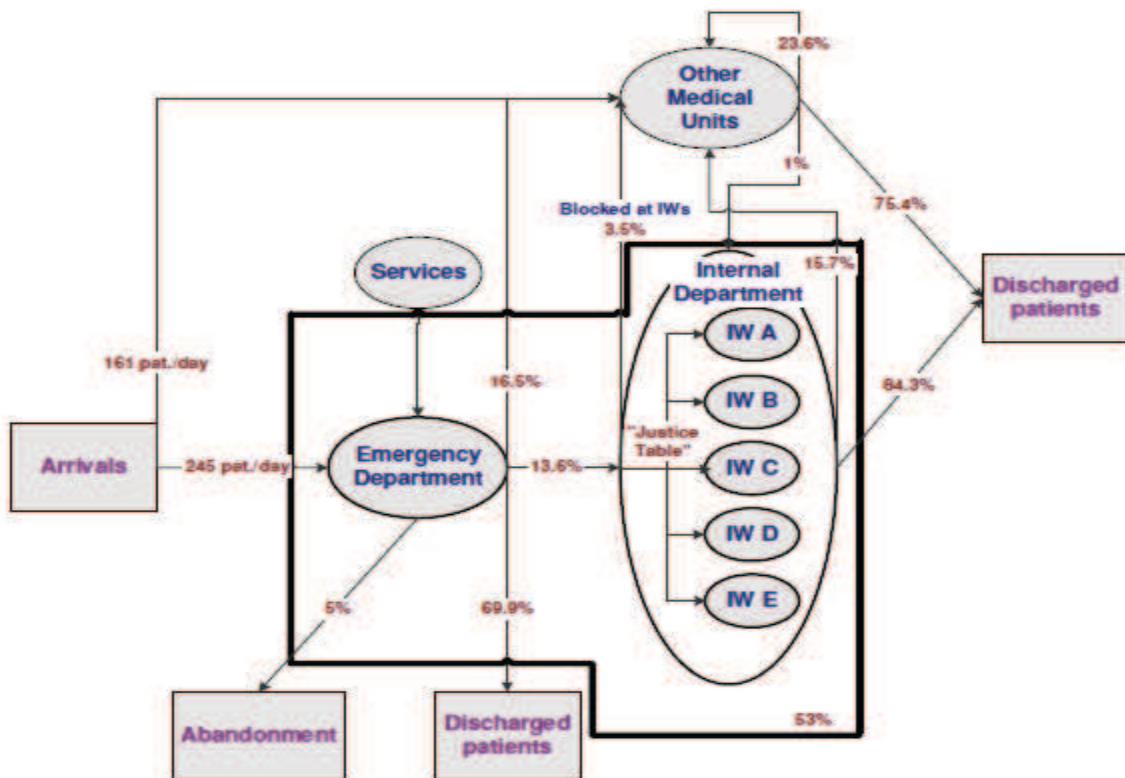 23.6%
Other
Medical
Units
1%
Blocked at IWs
3.5%
75.4%
Services
Internal
Department
15.7%
Discharged
patients
IW A
161 pat./day
16.5%
84.3%
IW B
"Justice
Table"
Arrivals
245 pat./day
Emergency
Department
13.6%
IW C
IW D
5%
69.9%
IW E
Abandonment
Discharged
patients
53%